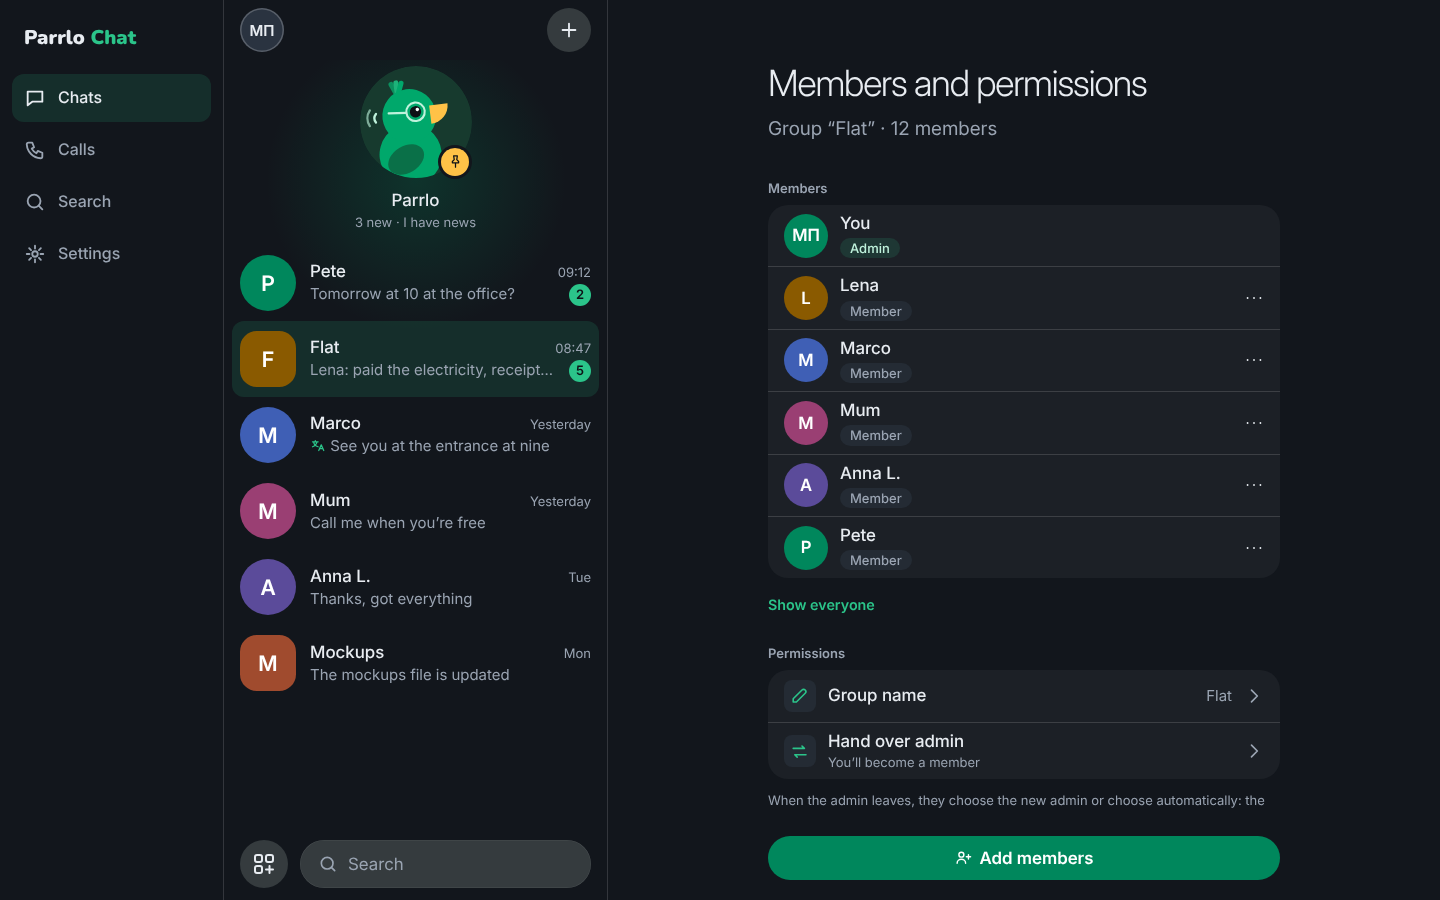 Parrlo Chat
Chats
Calls
Search
Settings
МП
Parrlo
3 new · I have news
Pete
09:12
Tomorrow at 10 at the office?
2
P
Flat
08:47
Lena: paid the electricity, receipt...
5
F
Marco
Yesterday
See you at the entrance at nine
M
Mum
Yesterday
Call me when you’re free
M
Anna L.
Tue
Thanks, got everything
A
Mockups
Mon
The mockups file is updated
M
Search
Members and permissions
Group “Flat” · 12 members
Members
МП
You
Admin
L
Lena
Member
M
Marco
Member
M
Mum
Member
A
Anna L.
Member
P
Pete
Member
Show everyone
Permissions
Group name
Flat
Hand over admin
You’ll become a member
When the admin leaves, they choose the new admin or choose automatically: the
Add members